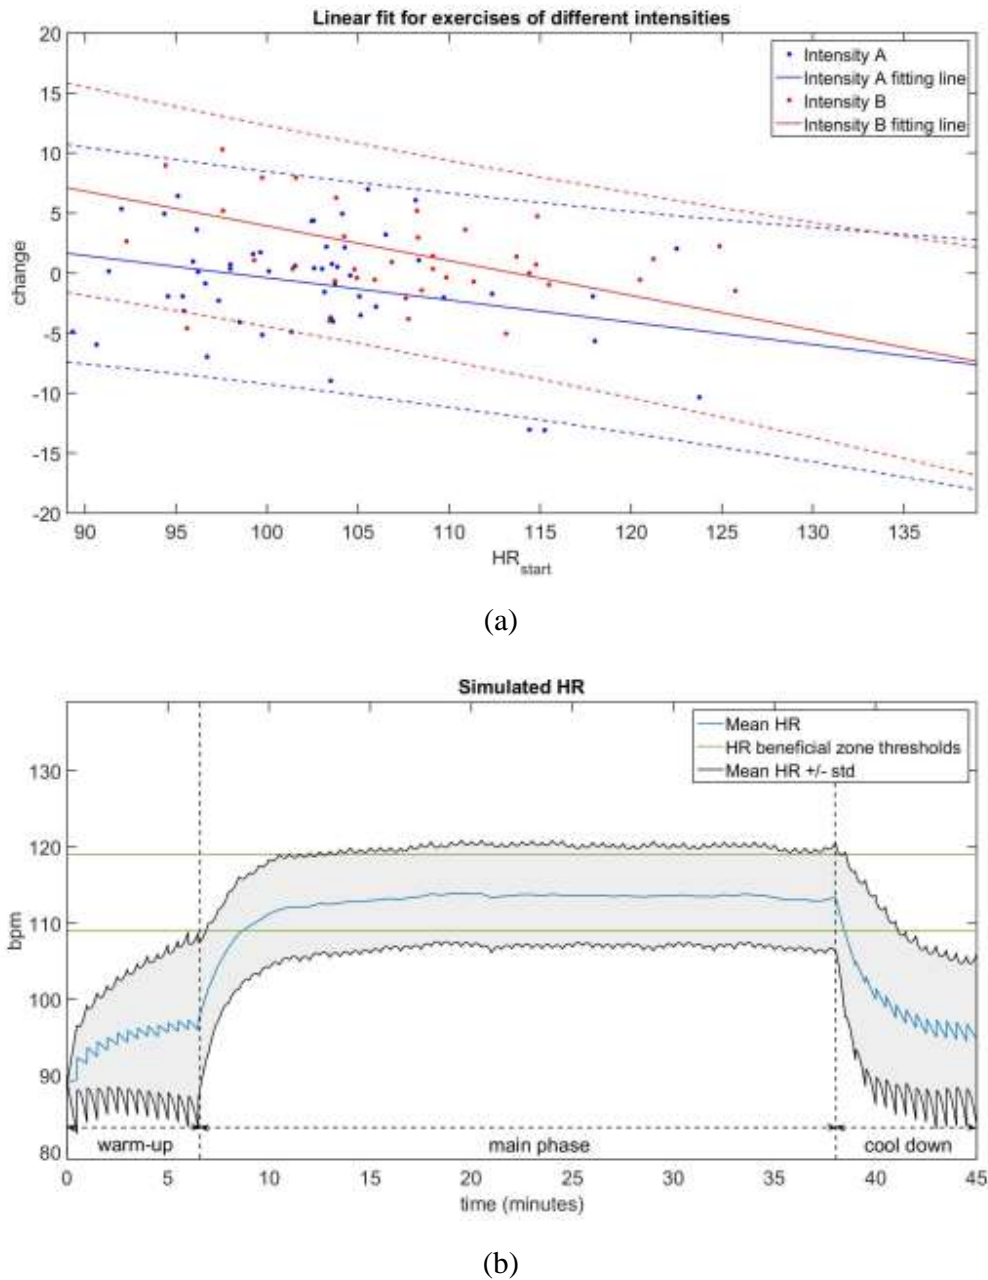 Linear fit for exercises of different intensities
20
15
10
5
0
-5
-10
-15
-20
change
Intensity A
Intensity A fitting line
Intensity B
Intensity B fitting line
90 95 100 105 110 115 120 125 130 135
HRstart
(a)
Simulated HR
130
120
110
100
90
80
bpm
Mean HR
HR beneficial zone thresholds
Mean HR +/- std
warm-up main phase cool down
0 5 10 15 20 25 30 35 40 45
time (minutes)
(b)